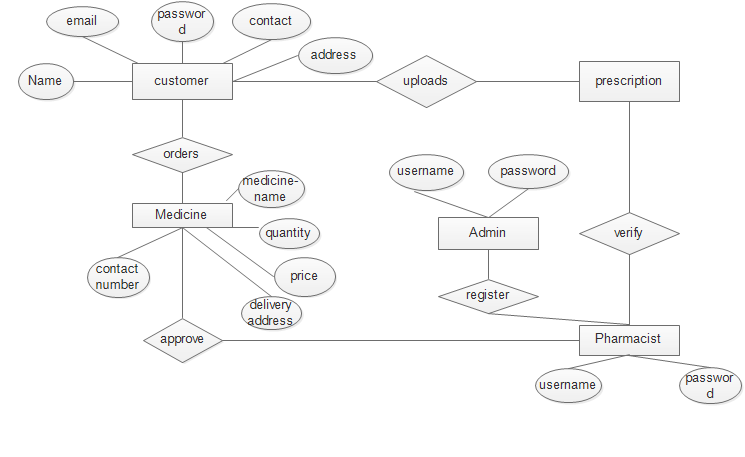 email
passwor
d
contact
address
Name
customer
uploads
prescription
orders
medicine-
name
username
password
Medicine
quantity
Admin
verify
contact
number
price
register
delivery
address
approve
Pharmacist
username
passwor
d